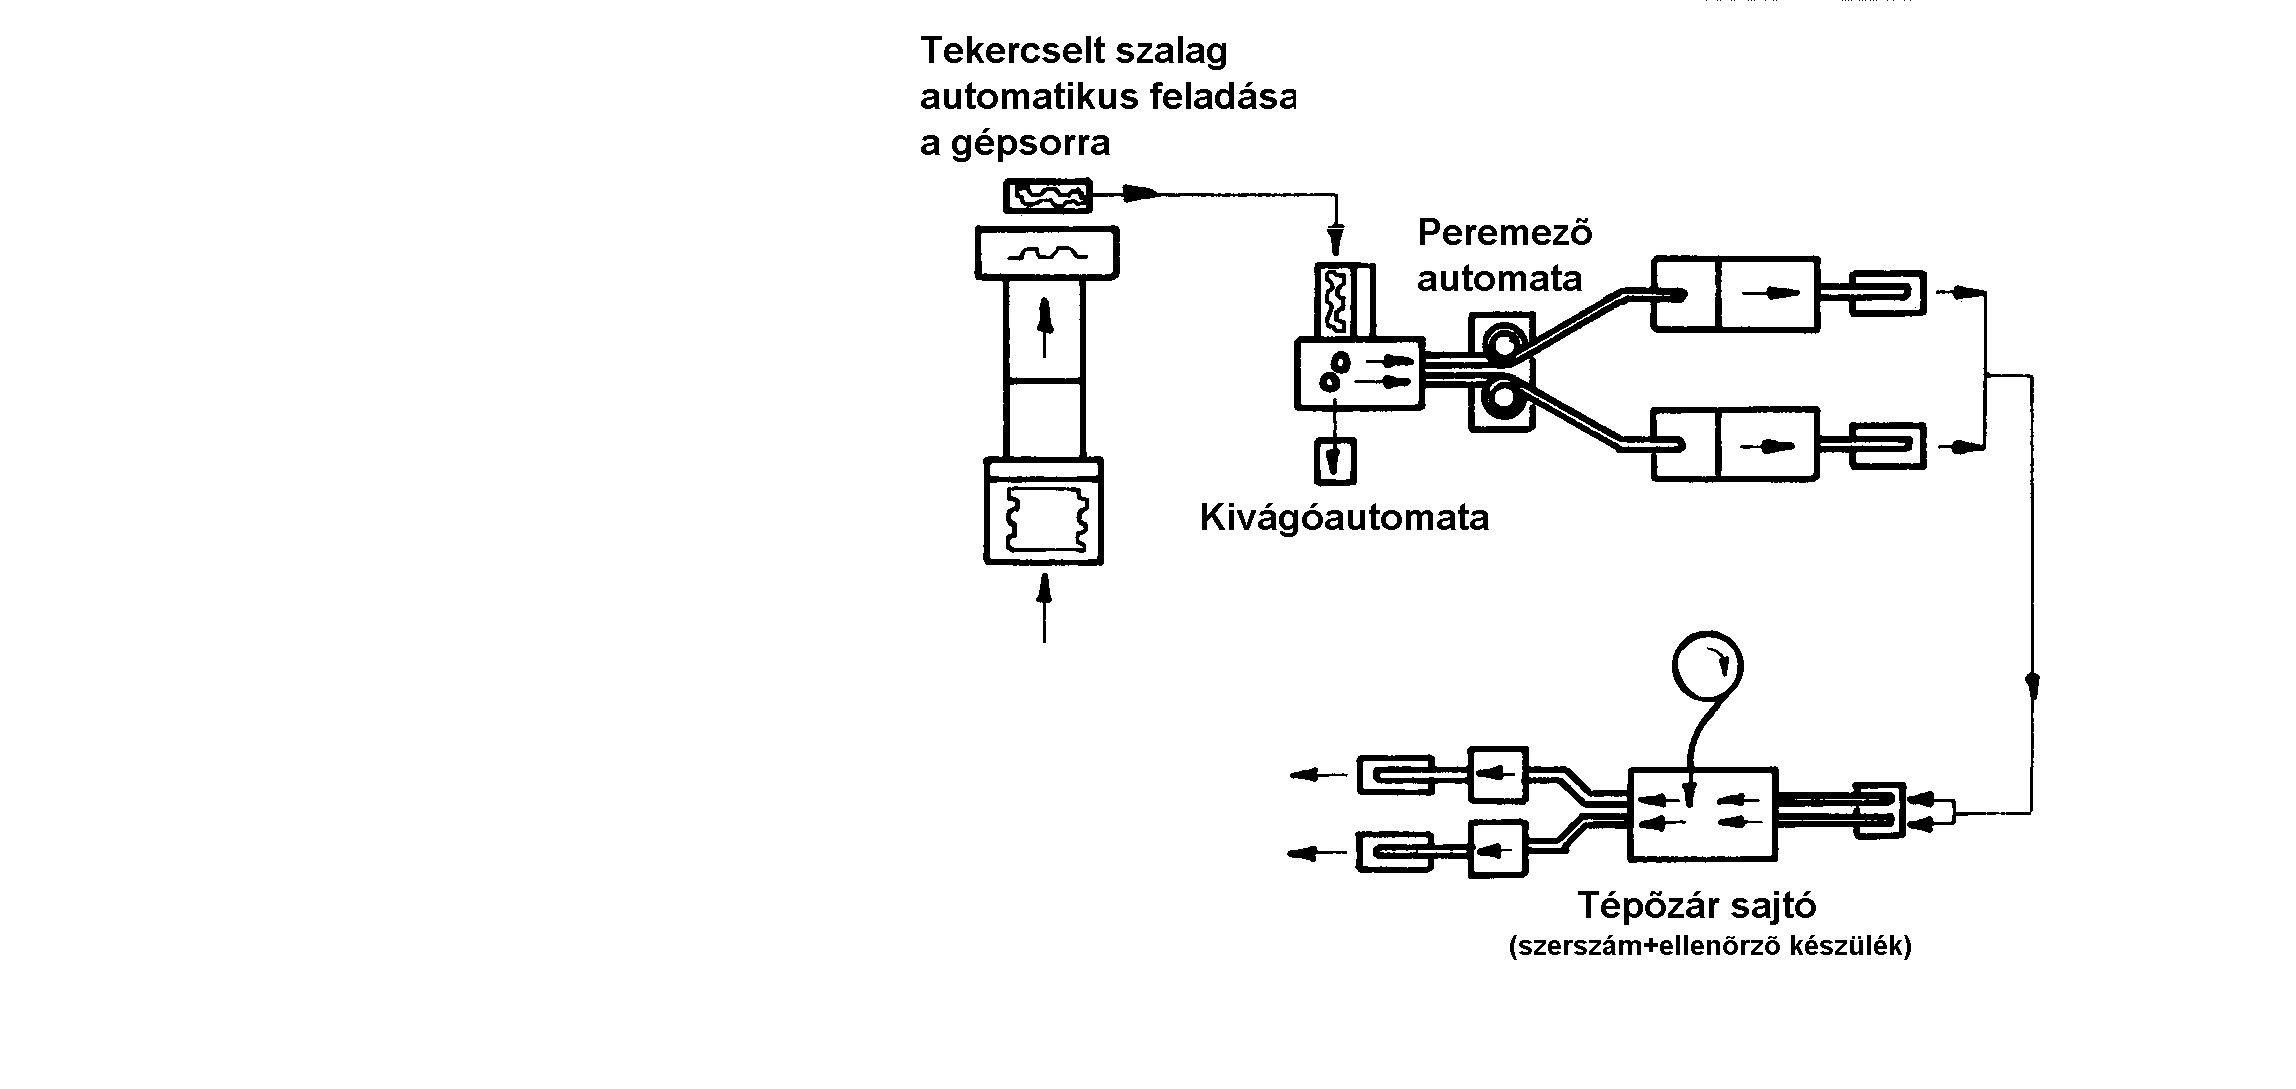 Tekercselt szalag
automatikus feladása
a gépsorra
Peremezõ
automata
Kivágóautomata
Tépõzár sajtó
(szerszám+ellenõrzõ készülék)